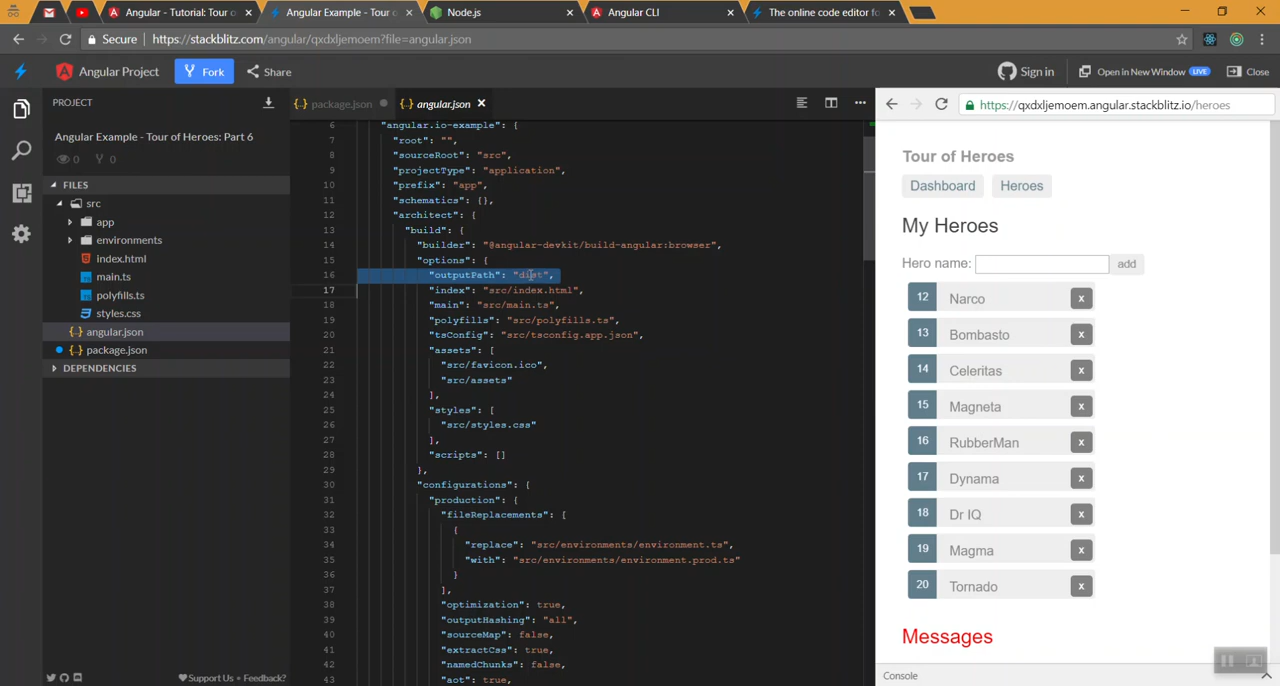 Angular - Tutorial: Tour o
Angular Example - Tour o
Node.js
Angular CLI
The online code editor fo
Secure
https://stackblitz.com/angular/qxdxljemoem?file=angular.json
Angular Project
Fork
Share
Sign in
Open in New Window
LIVE
Close
PROJECT
Angular Example - Tour of Heroes: Part 6
0
0
FILES
src
app
environments
index.html
main.ts
polyfills.ts
styles.css
{} angular.json
{} package.json
DEPENDENCIES
Support Us
Feedback?
{} package.json
{} angular.json
6 "angular.io-example": {
7 "root": "",
8 "sourceRoot": "src",
9 "projectType": "application",
10 "prefix": "app",
11 "schematics": {},
12 "architect": {
13 "build": {
14 "builder": "@angular-devkit/build-angular:browser",
15 "options": {
16 "outputPath": "dist",
17 "index": "src/index.html",
18 "main": "src/main.ts",
19 "polyfills": "src/polyfills.ts",
20 "tsConfig": "src/tsconfig.app.json",
21 "assets": [
22 "src/favicon.ico",
23 "src/assets"
24 ],
25 "styles": [
26 "src/styles.css"
27 ],
28 "scripts": []
29 },
30 "configurations": {
31 "production": {
32 "fileReplacements": [
33 {
34 "replace": "src/environments/environment.ts",
35 "with": "src/environments/environment.prod.ts"
36 }
37 ],
38 "optimization": true,
39 "outputHashing": "all",
40 "sourceMap": false,
41 "extractCss": true,
42 "namedChunks": false,
43 "aot": true,
https://qxdxljemoem.angular.stackblitz.io/heroes
Tour of Heroes
Dashboard
Heroes
My Heroes
Hero name:
add
12 Narco x
13 Bombasto x
14 Celeritas x
15 Magneta x
16 RubberMan x
17 Dynama x
18 Dr IQ x
19 Magma x
20 Tornado x
Messages
Console